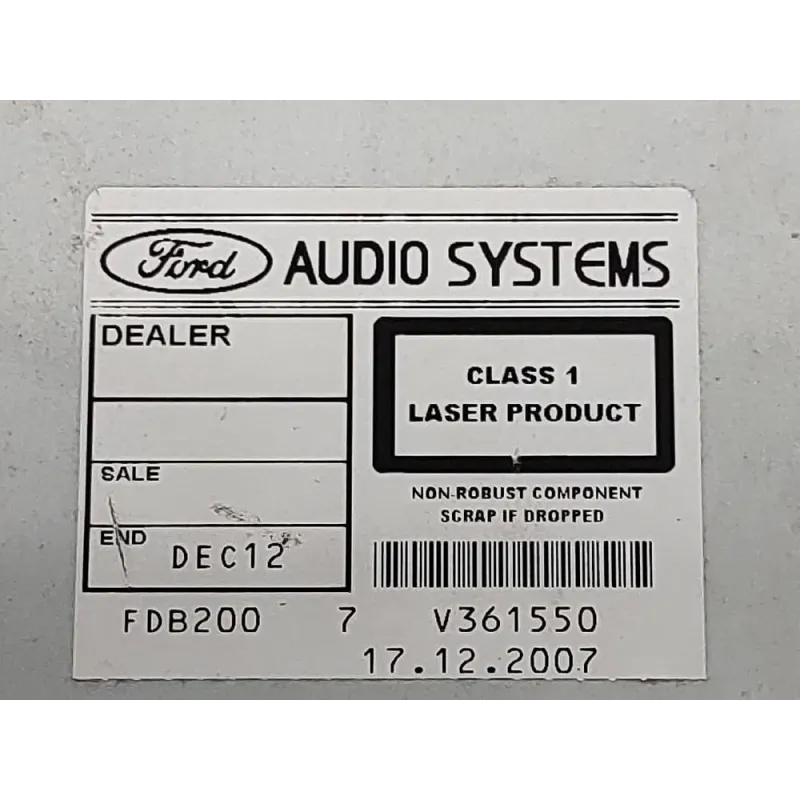 Ford AUDIO SYSTEMS
DEALER
SALE
END DEC12
CLASS 1
LASER PRODUCT
NON-ROBUST COMPONENT
SCRAP IF DROPPED
FDB200 7 V361550
17.12.2007